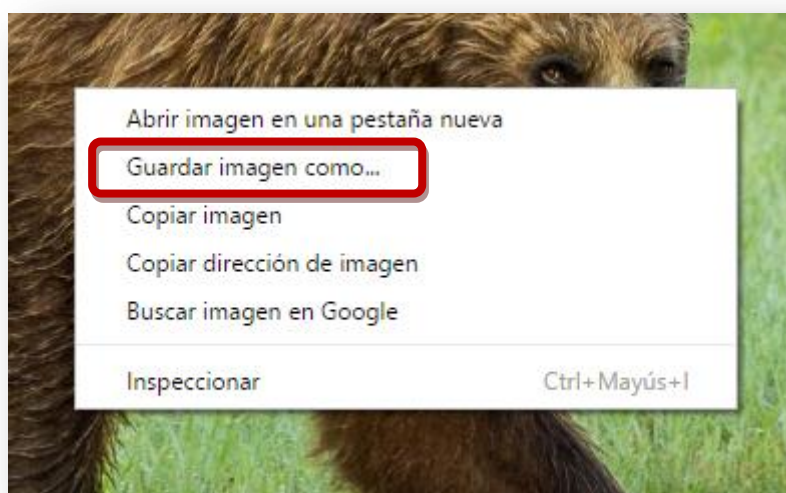 Abrir imagen en una pestaña nueva
Guardar imagen como...
Copiar imagen
Copiar dirección de imagen
Buscar imagen en Google
Inspeccionar Ctrl+Mayús+I